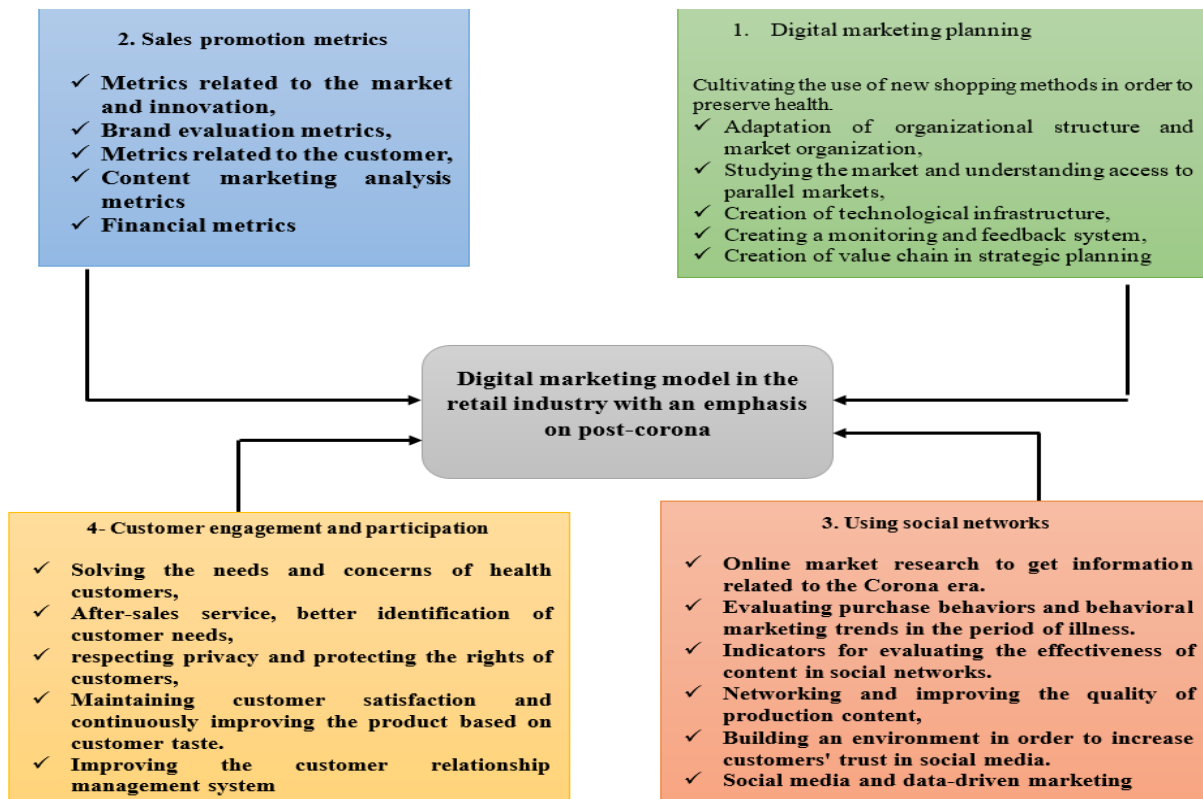 2. Sales promotion metrics
✓ Metrics related to the market
and innovation,
✓ Brand evaluation metrics,
✓ Metrics related to the customer,
✓ Content marketing analysis
metrics
✓ Financial metrics
1. Digital marketing planning
Cultivating the use of new shopping methods in order to
preserve health.
✓ Adaptation of organizational structure and
market organization,
✓ Studying the market and understanding access to
parallel markets,
✓ Creation of technological infrastructure,
✓ Creating a monitoring and feedback system,
✓ Creation of value chain in strategic planning
Digital marketing model in the
retail industry with an emphasis
on post-corona
4- Customer engagement and participation
✓ Solving the needs and concerns of health
customers,
✓ After-sales service, better identification of
customer needs,
✓ respecting privacy and protecting the rights of
customers,
✓ Maintaining customer satisfaction and
continuously improving the product based on
customer taste.
✓ Improving the customer relationship
management system
3. Using social networks
✓ Online market research to get information
related to the Corona era.
✓ Evaluating purchase behaviors and behavioral
marketing trends in the period of illness.
✓ Indicators for evaluating the effectiveness of
content in social networks.
✓ Networking and improving the quality of
production content,
✓ Building an environment in order to increase
customers' trust in social media.
✓ Social media and data-driven marketing